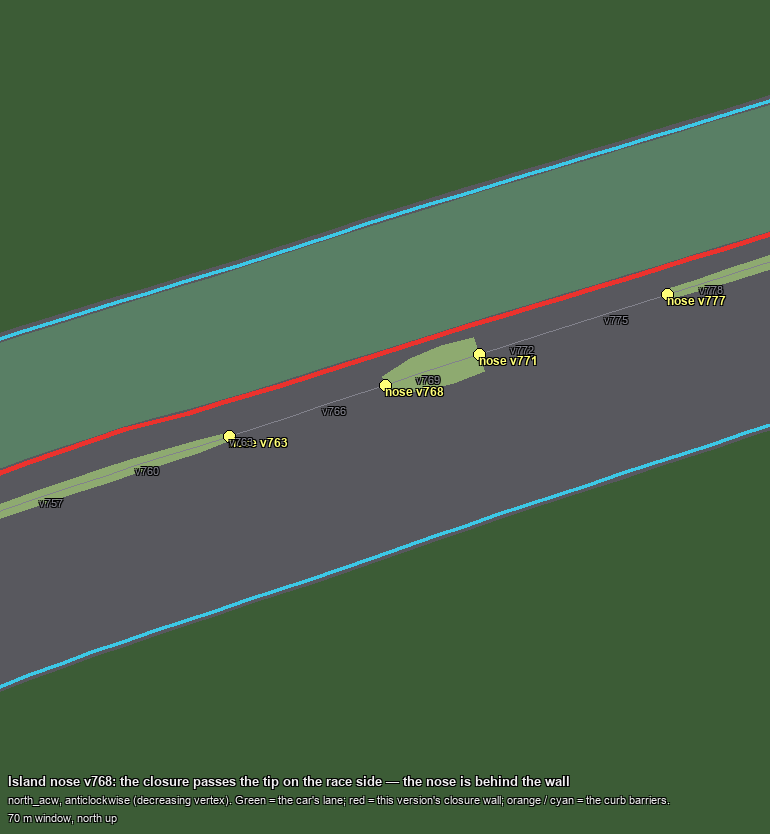 v778
nose v777
v775
v772
nose v771
v769
nose v768
v766
v763
v763
v760
v757
Island nose v768: the closure passes the tip on the race side — the nose is behind the wall
north_acw, anticlockwise (decreasing vertex). Green = the car's lane; red = this version's closure wall; orange / cyan = the curb barriers.
70 m window, north up